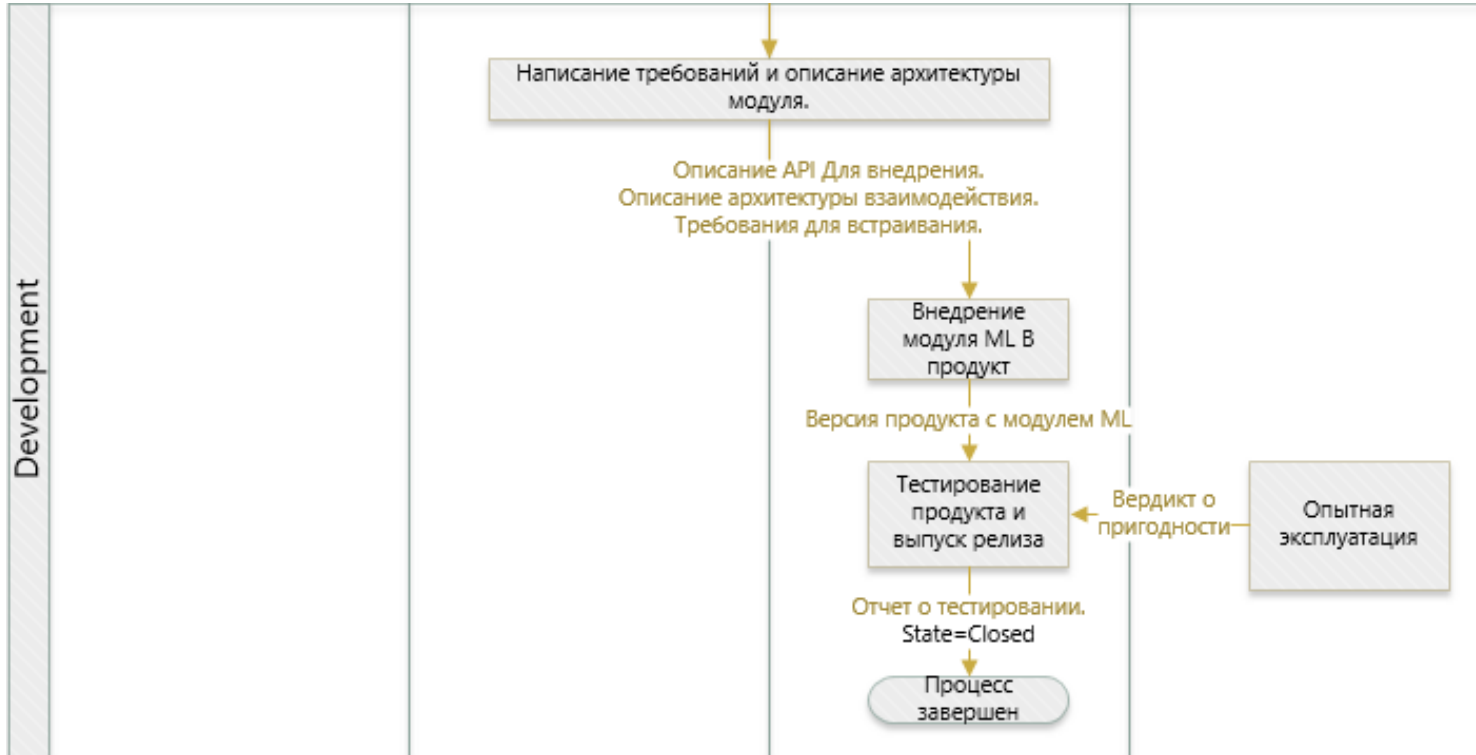 Development
Написание требований и описание архитектуры
модуля.
Описание API Для внедрения.
Описание архитектуры взаимодействия.
Требования для встраивания.
Внедрение
модуля ML В
продукт
Версия продукта с модулем ML
Тестирование
продукта и
выпуск релиза
Вердикт о
пригодности
Опытная
эксплуатация
Отчет о тестировании.
State=Closed
Процесс
завершен